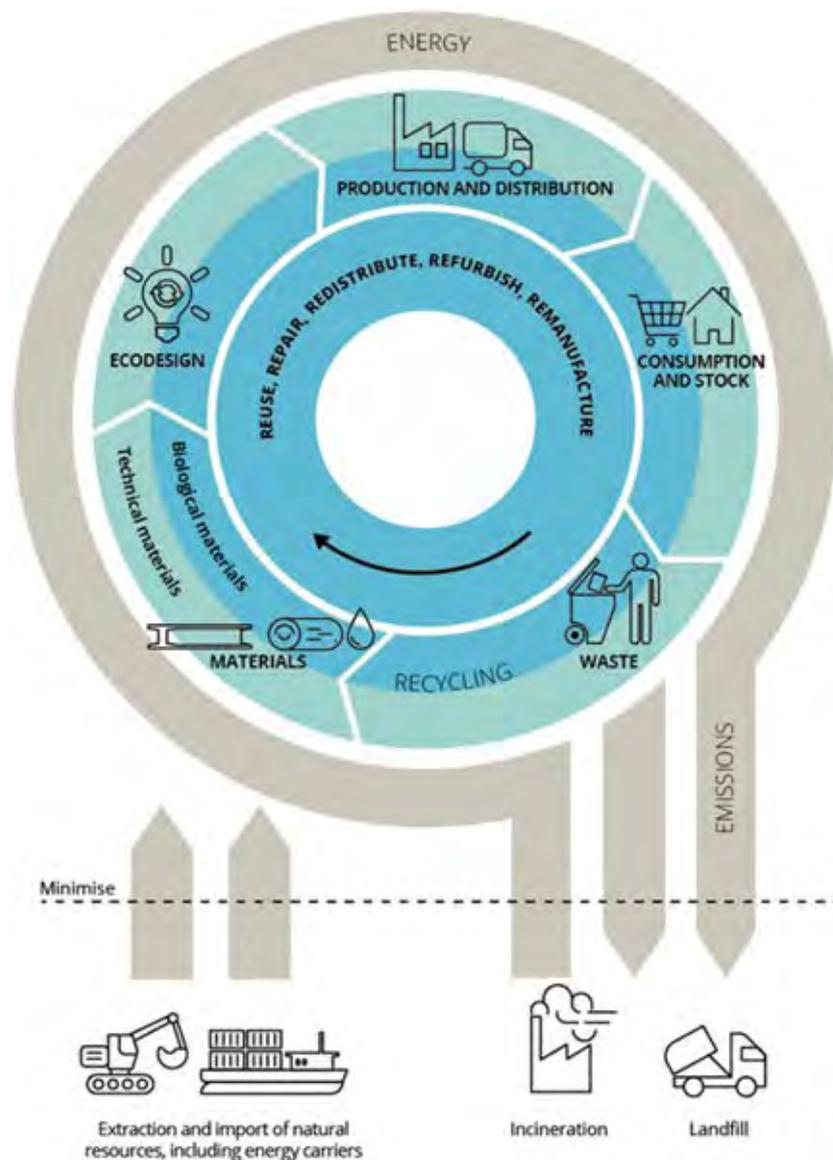 ENERGY
PRODUCTION AND DISTRIBUTION
REUSE, REPAIR, REDISTRIBUTE, REFURBISH, REMANUFACTURE
ECODESIGN
CONSUMPTION
AND STOCK
Biological materials
Technical materials
MATERIALS
RECYCLING
WASTE
EMISSIONS
Minimise
Extraction and import of natural
resources, including energy carriers
Incineration
Landfill